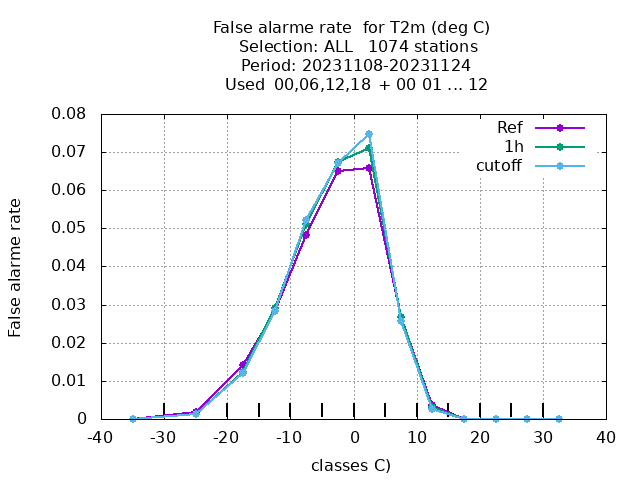 False alarme rate  for T2m (deg C)
Selection: ALL   1074 stations
Period: 20231108-20231124
Used  00,06,12,18  + 00 01 ... 12
0.08
0.07
0.06
0.05
0.04
0.03
0.02
0.01
0
False alarme rate
Ref
1h
cutoff
-40 -30 -20 -10 0 10 20 30 40
classes C)